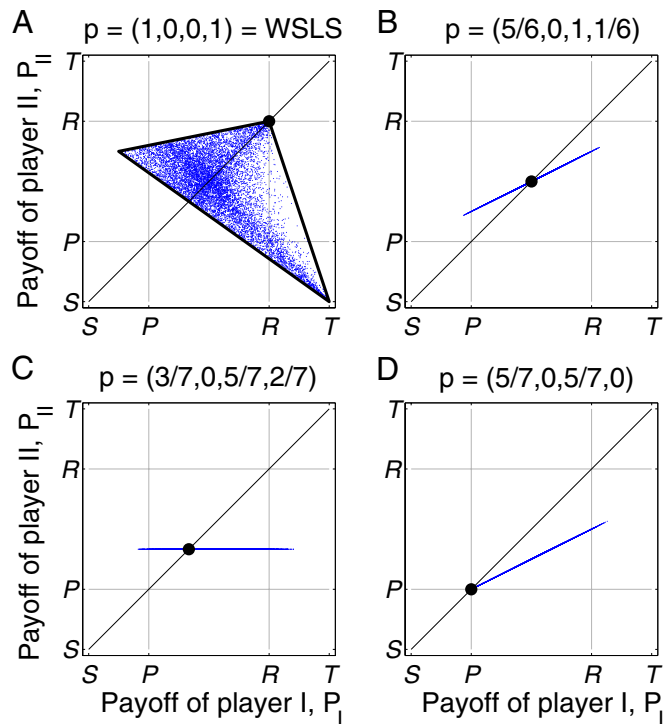 A p = (1,0,0,1) = WSLS
B p = (5/6,0,1,1/6)
Payoff of player II, P_II
T
R
P
S
S P R T
S P R T
C p = (3/7,0,5/7,2/7)
D p = (5/7,0,5/7,0)
Payoff of player II, P_II
T
R
P
S
T
R
P
S
S P R T
S P R T
Payoff of player I, P_I
Payoff of player I, P_I